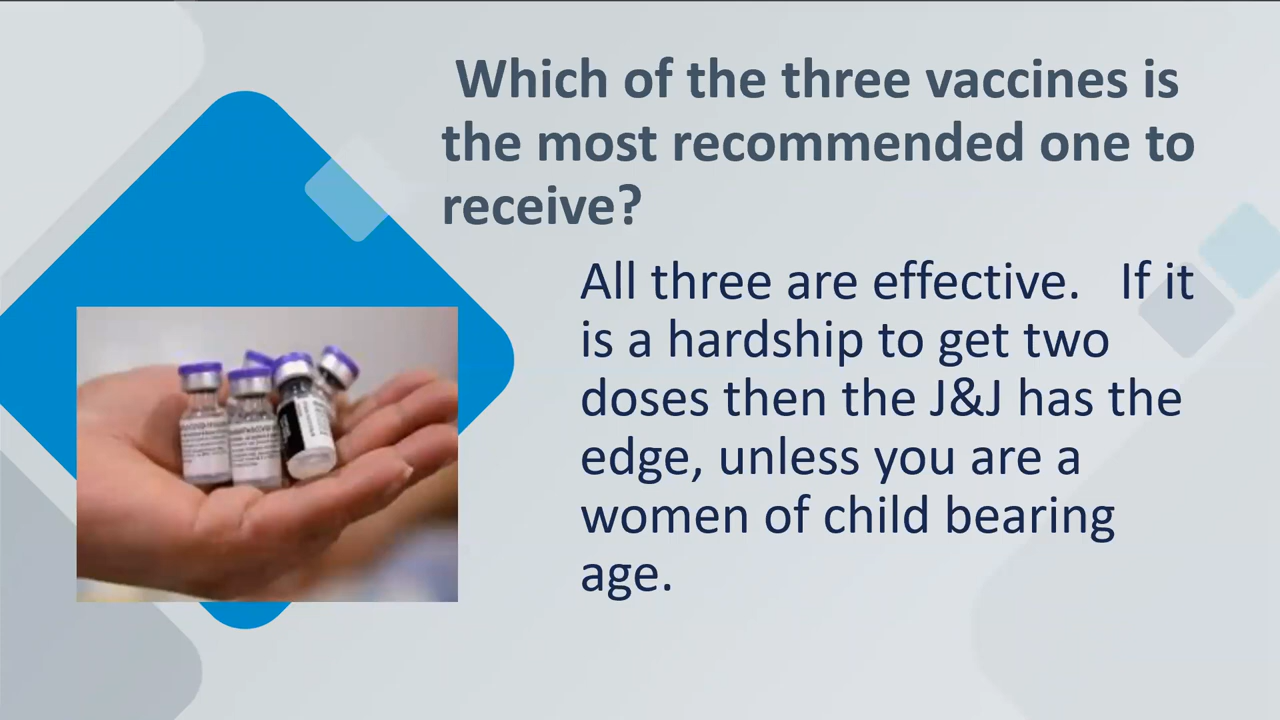 Which of the three vaccines is
the most recommended one to
receive?
All three are effective. If it
is a hardship to get two
doses then the J&J has the
edge, unless you are a
women of child bearing
age.